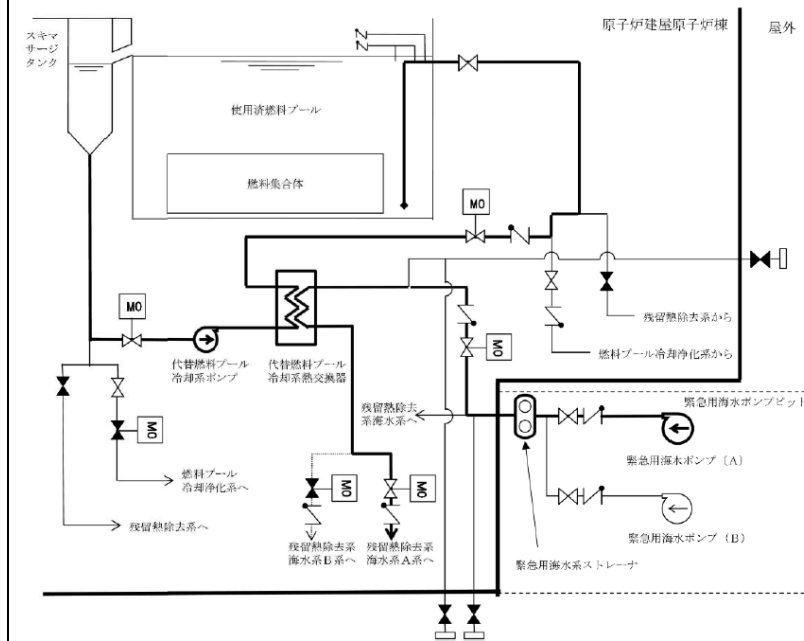 スキマ
サージ
タンク
原子炉建屋原子炉棟
屋外
使用済燃料プール
燃料集合体
MO
MO
代替燃料プール
冷却系ポンプ
代替燃料プール
冷却系熱交換器
MO
残留熱除去系から
燃料プール冷却浄化系から
残留熱除去
系海水系へ
緊急用海水ポンプピット
緊急用海水ポンプ(A)
MO
燃料プール
冷却浄化系へ
MO
MO
残留熱除去系へ
残留熱除去系
海水系B系へ
残留熱除去系
海水系A系へ
緊急用海水ポンプ(B)
緊急用海水系ストレーナ